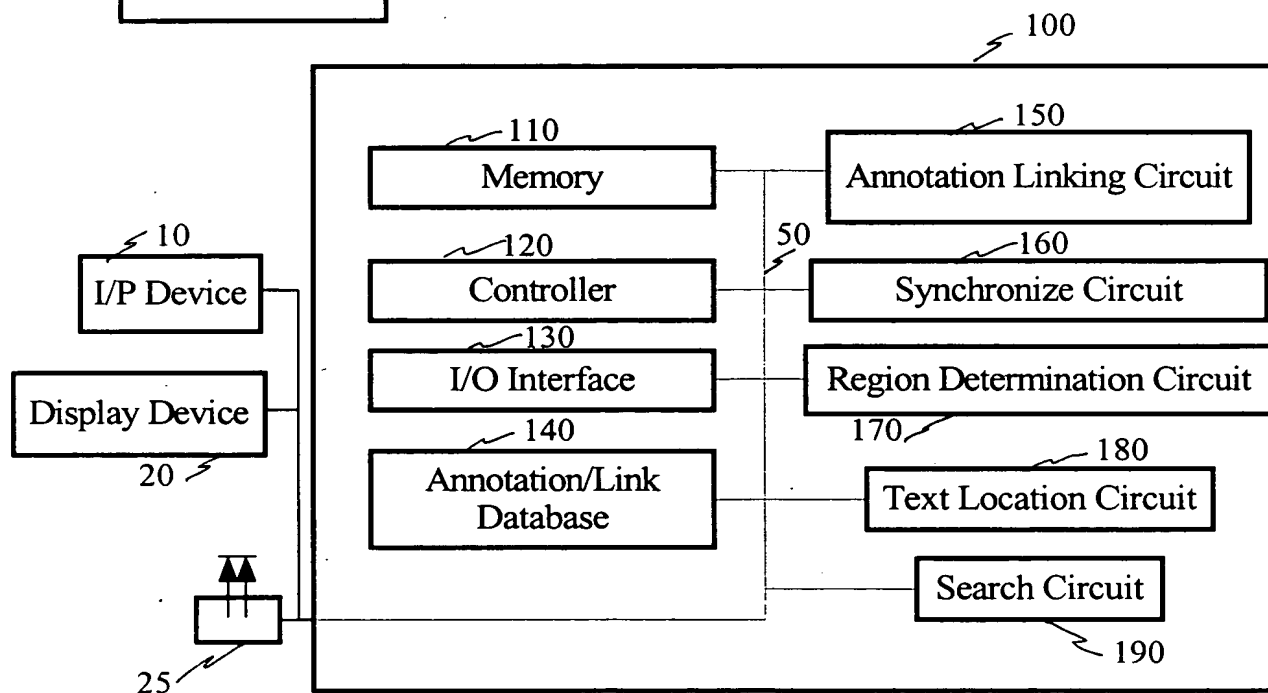 100
110
Memory
150
Annotation Linking Circuit
10
I/P Device
120
Controller
50
160
Synchronize Circuit
130
I/O Interface
Region Determination Circuit
170
Display Device
20
140
Annotation/Link
Database
180
Text Location Circuit
Search Circuit
190
25